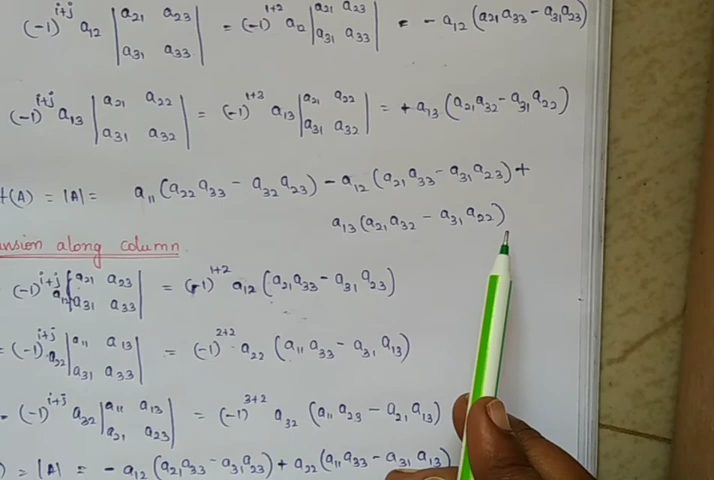 (-1)^{i+j} a₁₂ |a₂₁ a₂₃; a₃₁ a₃₃| = (-1)^{1+2} a₁₂ |a₂₁ a₂₃; a₃₁ a₃₃| = - a₁₂ (a₂₁ a₃₃ - a₃₁ a₂₃)
(-1)^{i+j} a₁₃ |a₂₁ a₂₂; a₃₁ a₃₂| = (-1)^{1+3} a₁₃ |a₂₁ a₂₂; a₃₁ a₃₂| = + a₁₃ (a₂₁ a₃₂ - a₃₁ a₂₂)
t(A) = |A| = a₁₁ (a₂₂ a₃₃ - a₃₂ a₂₃) - a₁₂ (a₂₁ a₃₃ - a₃₁ a₂₃) +
a₁₃ (a₂₁ a₃₂ - a₃₁ a₂₂)
nsion along column
(-1)^{i+j} a₁₂ |a₂₁ a₂₃; a₃₁ a₃₃| = (-1)^{1+2} a₁₂ (a₂₁ a₃₃ - a₃₁ a₂₃)
= (-1)^{i+j} a₂₂ |a₁₁ a₁₃; a₃₁ a₃₃| = (-1)^{2+2} a₂₂ (a₁₁ a₃₃ - a₃₁ a₁₃)
- (-1)^{i+j} a₃₂ |a₁₁ a₁₃; a₂₁ a₂₃| = (-1)^{3+2} a₃₂ (a₁₁ a₂₃ - a₂₁ a₁₃)
) = |A| = - a₁₂ (a₂₁ a₃₃ - a₃₁ a₂₃) + a₂₂ (a₁₁ a₃₃ - a₃₁ a₁₃)